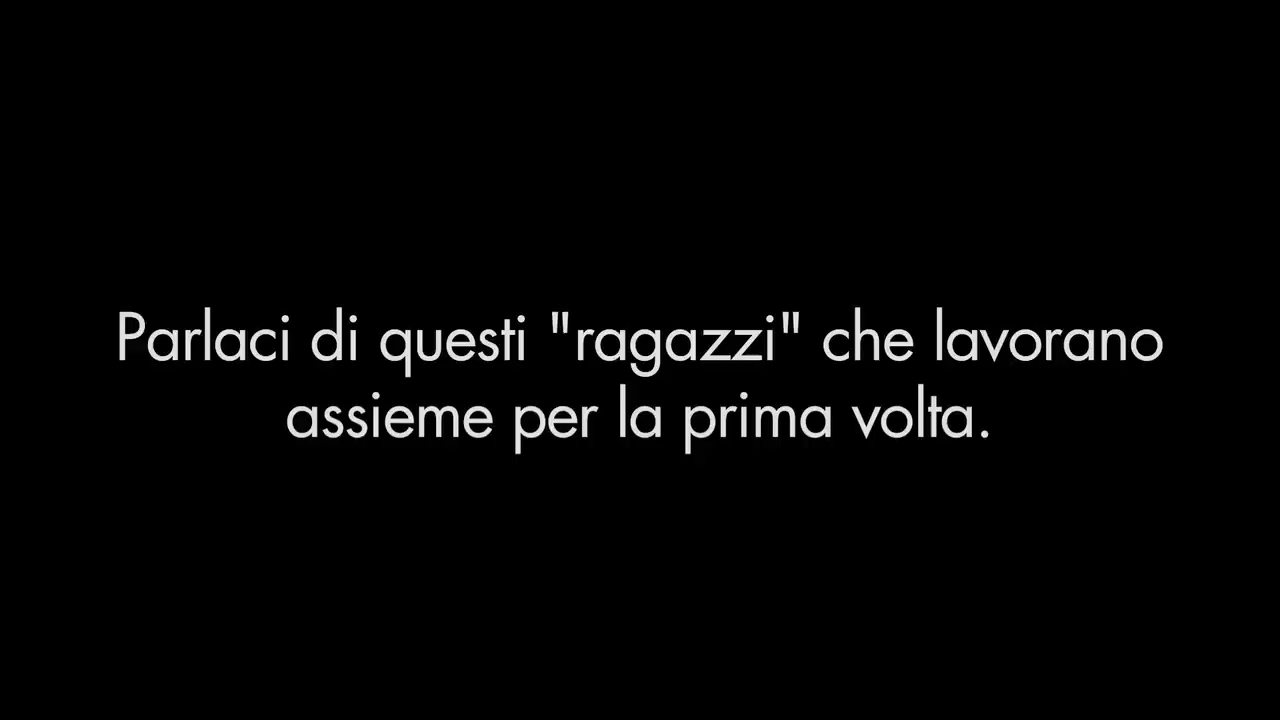 Parlaci di questi "ragazzi" che lavorano
assieme per la prima volta.